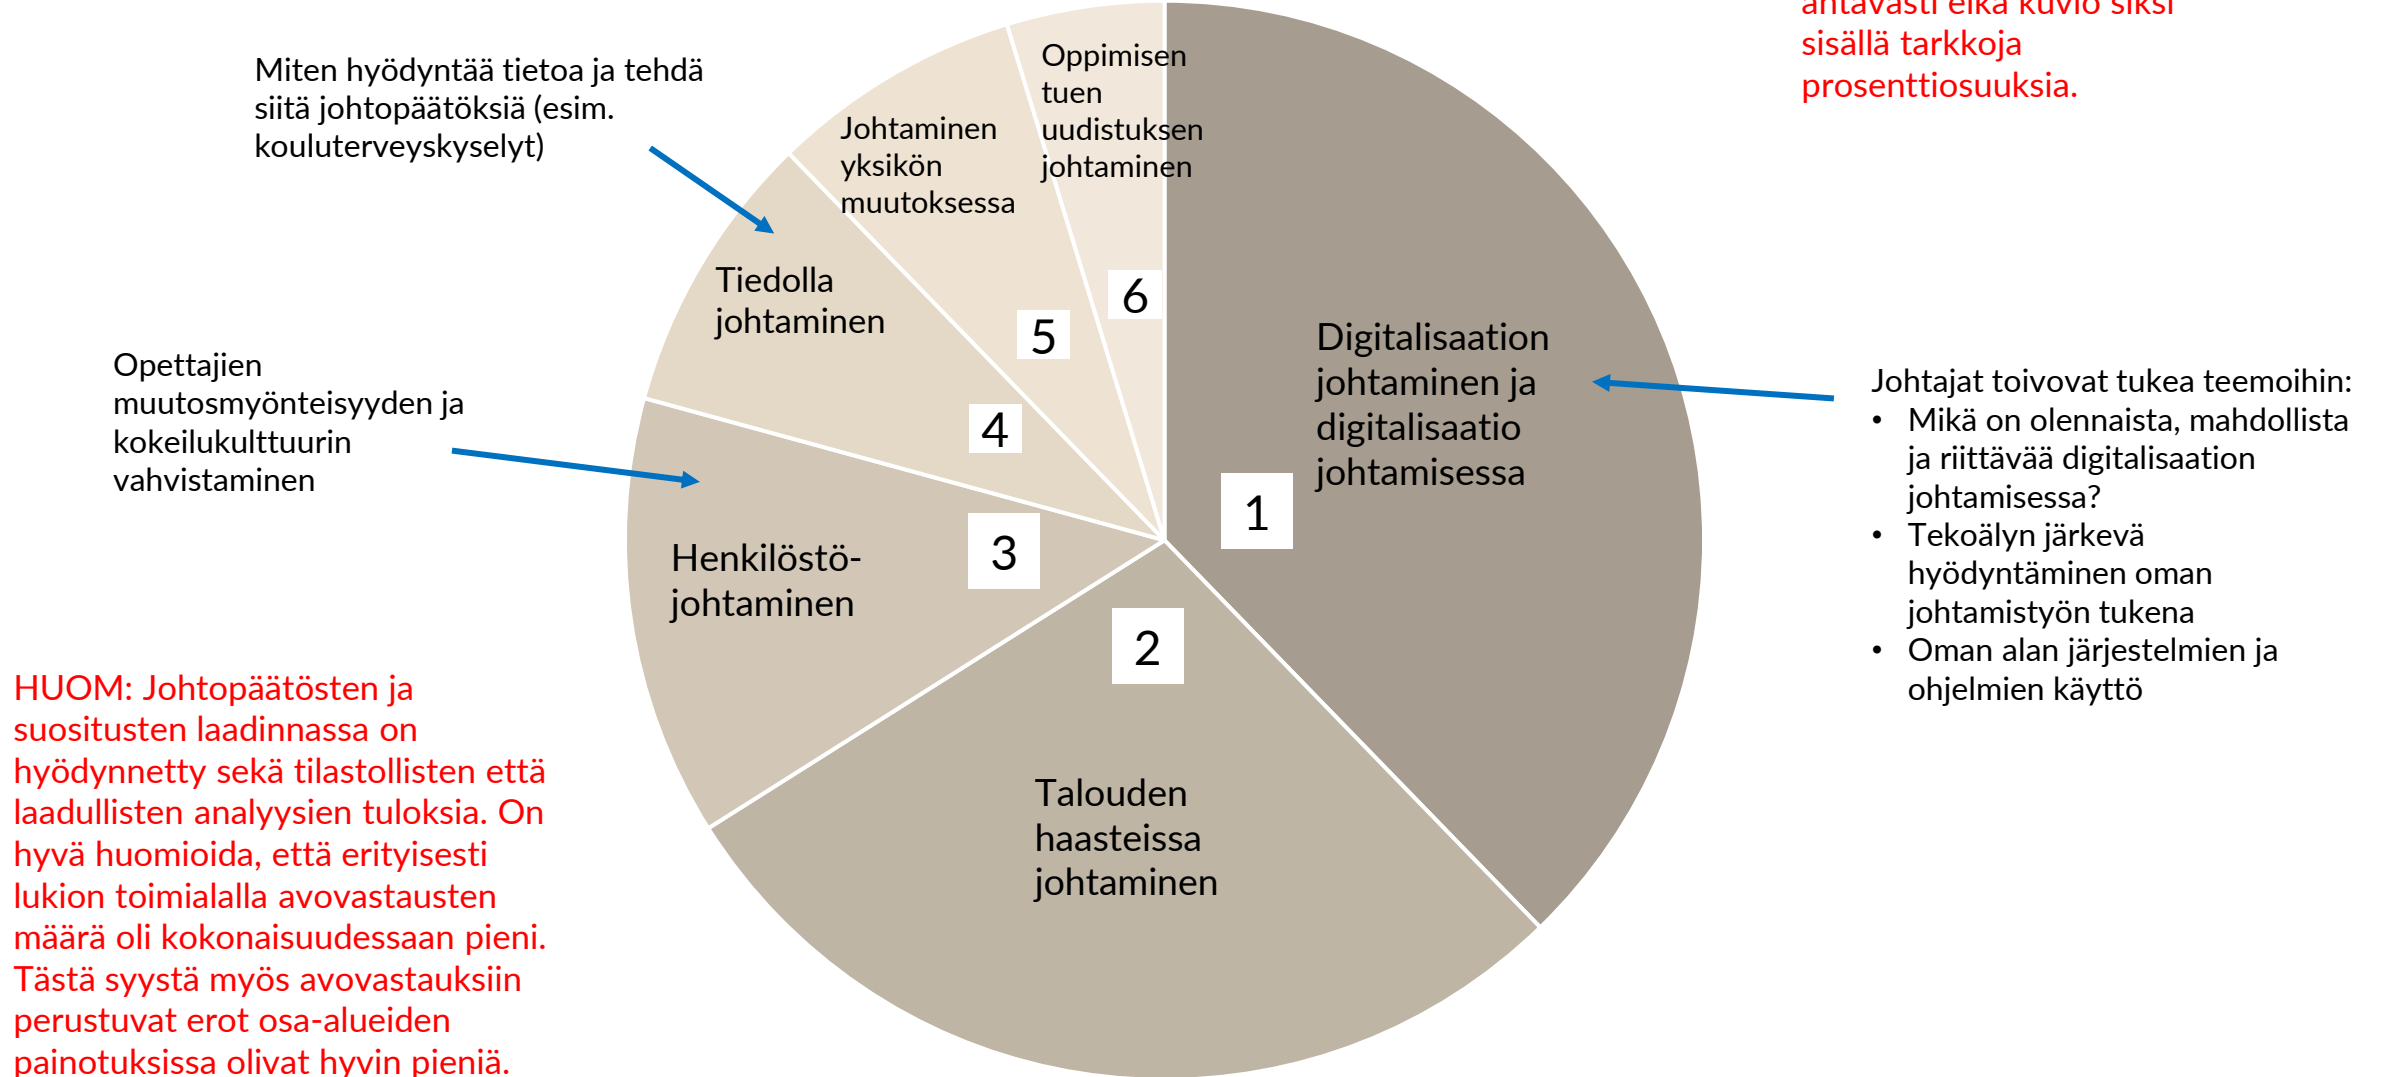 antavasti eikä kuvio siksi
sisällä tarkkoja
prosenttiosuuksia.
Miten hyödyntää tietoa ja tehdä
siitä johtopäätöksiä (esim.
kouluterveyskyselyt)
Oppimisen
tuen
uudistuksen
johtaminen
6
Johtaminen
yksikön
muutoksessa
5
Tiedolla
johtaminen
4
Digitalisaation
johtaminen ja
digitalisaatio
johtamisessa
1
Opettajien
muutosmyönteisyyden ja
kokeilukulttuurin
vahvistaminen
Johtajat toivovat tukea teemoihin:
• Mikä on olennaista, mahdollista
ja riittävää digitalisaation
johtamisessa?
• Tekoälyn järkevä
hyödyntäminen oman
johtamistyön tukena
• Oman alan järjestelmien ja
ohjelmien käyttö
Henkilöstö-
johtaminen
3
2
Talouden
haasteissa
johtaminen
HUOM: Johtopäätösten ja
suositusten laadinnassa on
hyödynnetty sekä tilastollisten että
laadullisten analyysien tuloksia. On
hyvä huomioida, että erityisesti
lukion toimialalla avovastausten
määrä oli kokonaisuudessaan pieni.
Tästä syystä myös avovastauksiin
perustuvat erot osa-alueiden
painotuksissa olivat hyvin pieniä.